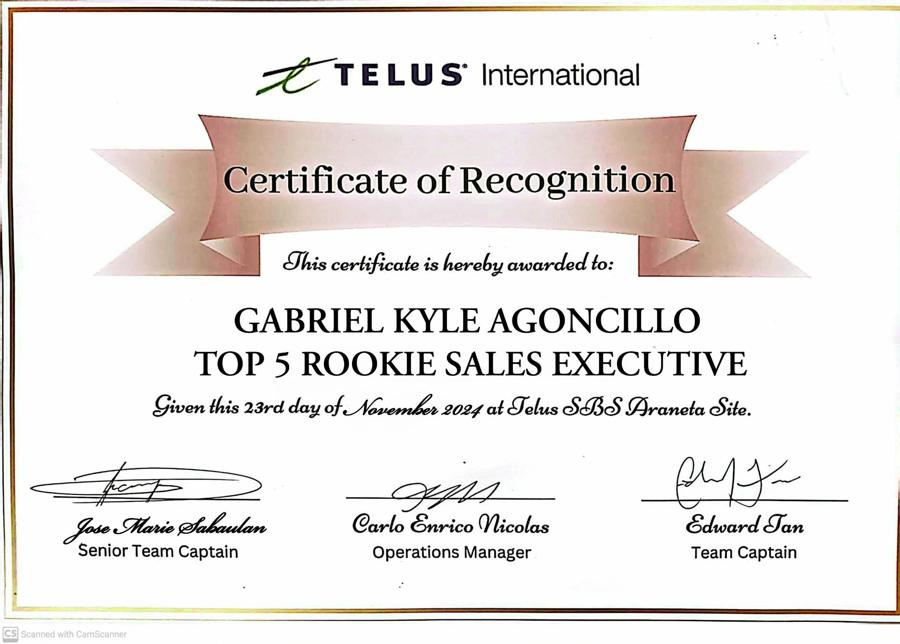 TELUS® International
Certificate of Recognition
This certificate is hereby awarded to:
GABRIEL KYLE AGONCILLO
TOP 5 ROOKIE SALES EXECUTIVE
Given this 23rd day of November 2024 at Telus SBS Araneta Site.
Jose Marie Sabaulan
Senior Team Captain
Carlo Enrico Nicolas
Operations Manager
Edward Tan
Team Captain
CS Scanned with CamScanner